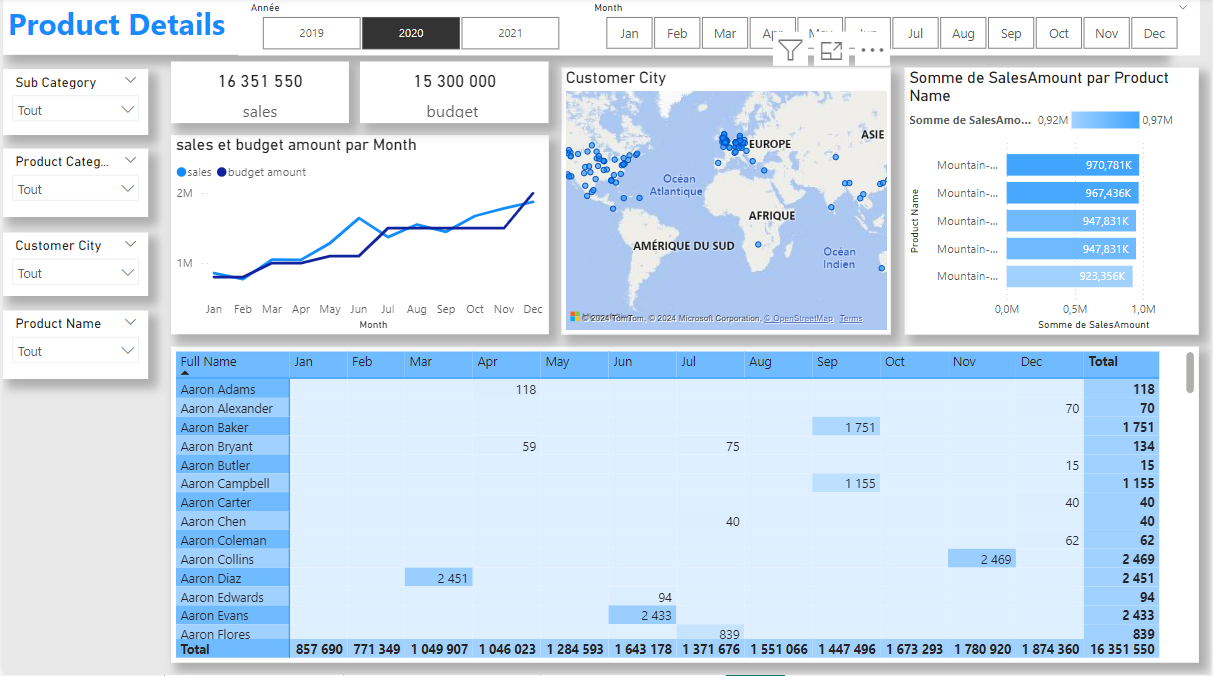 Product Details
Année
2019
2020
2021
Month
Jan
Feb
Mar
Jul
Aug
Sep
Oct
Nov
Dec
Sub Category
Tout
Product Categ...
Tout
Customer City
Tout
Product Name
Tout
16 351 550
sales
15 300 000
budget
sales et budget amount par Month
sales budget amount
2M
1M
Jan Feb Mar Apr May Jun Jul Aug Sep Oct Nov Dec
Month
Customer City
ASIE
EUROPE
Océan
Atlantique
AFRIQUE
AMÉRIQUE DU SUD
Océan
Indien
© 2024 TomTom, © 2024 Microsoft Corporation, © OpenStreetMap Terms
Somme de SalesAmount par Product
Name
Somme de SalesAmo... 0,92M 0,97M
Product Name
Mountain-... 970,781K
Mountain-... 967,436K
Mountain-... 947,831K
Mountain-... 947,831K
Mountain-... 923,356K
0,0M 0,5M 1,0M
Somme de SalesAmount
Full Name Jan Feb Mar Apr May Jun Jul Aug Sep Oct Nov Dec Total
Aaron Adams 118 118
Aaron Alexander 70 70
Aaron Baker 1 751 1 751
Aaron Bryant 59 75 134
Aaron Butler 15 15
Aaron Campbell 1 155 1 155
Aaron Carter 40 40
Aaron Chen 40 40
Aaron Coleman 62 62
Aaron Collins 2 469 2 469
Aaron Diaz 2 451 2 451
Aaron Edwards 94 94
Aaron Evans 2 433 2 433
Aaron Flores 839 839
Total 857 690 771 349 1 049 907 1 046 023 1 284 593 1 643 178 1 371 676 1 551 066 1 447 496 1 673 293 1 780 920 1 874 360 16 351 550